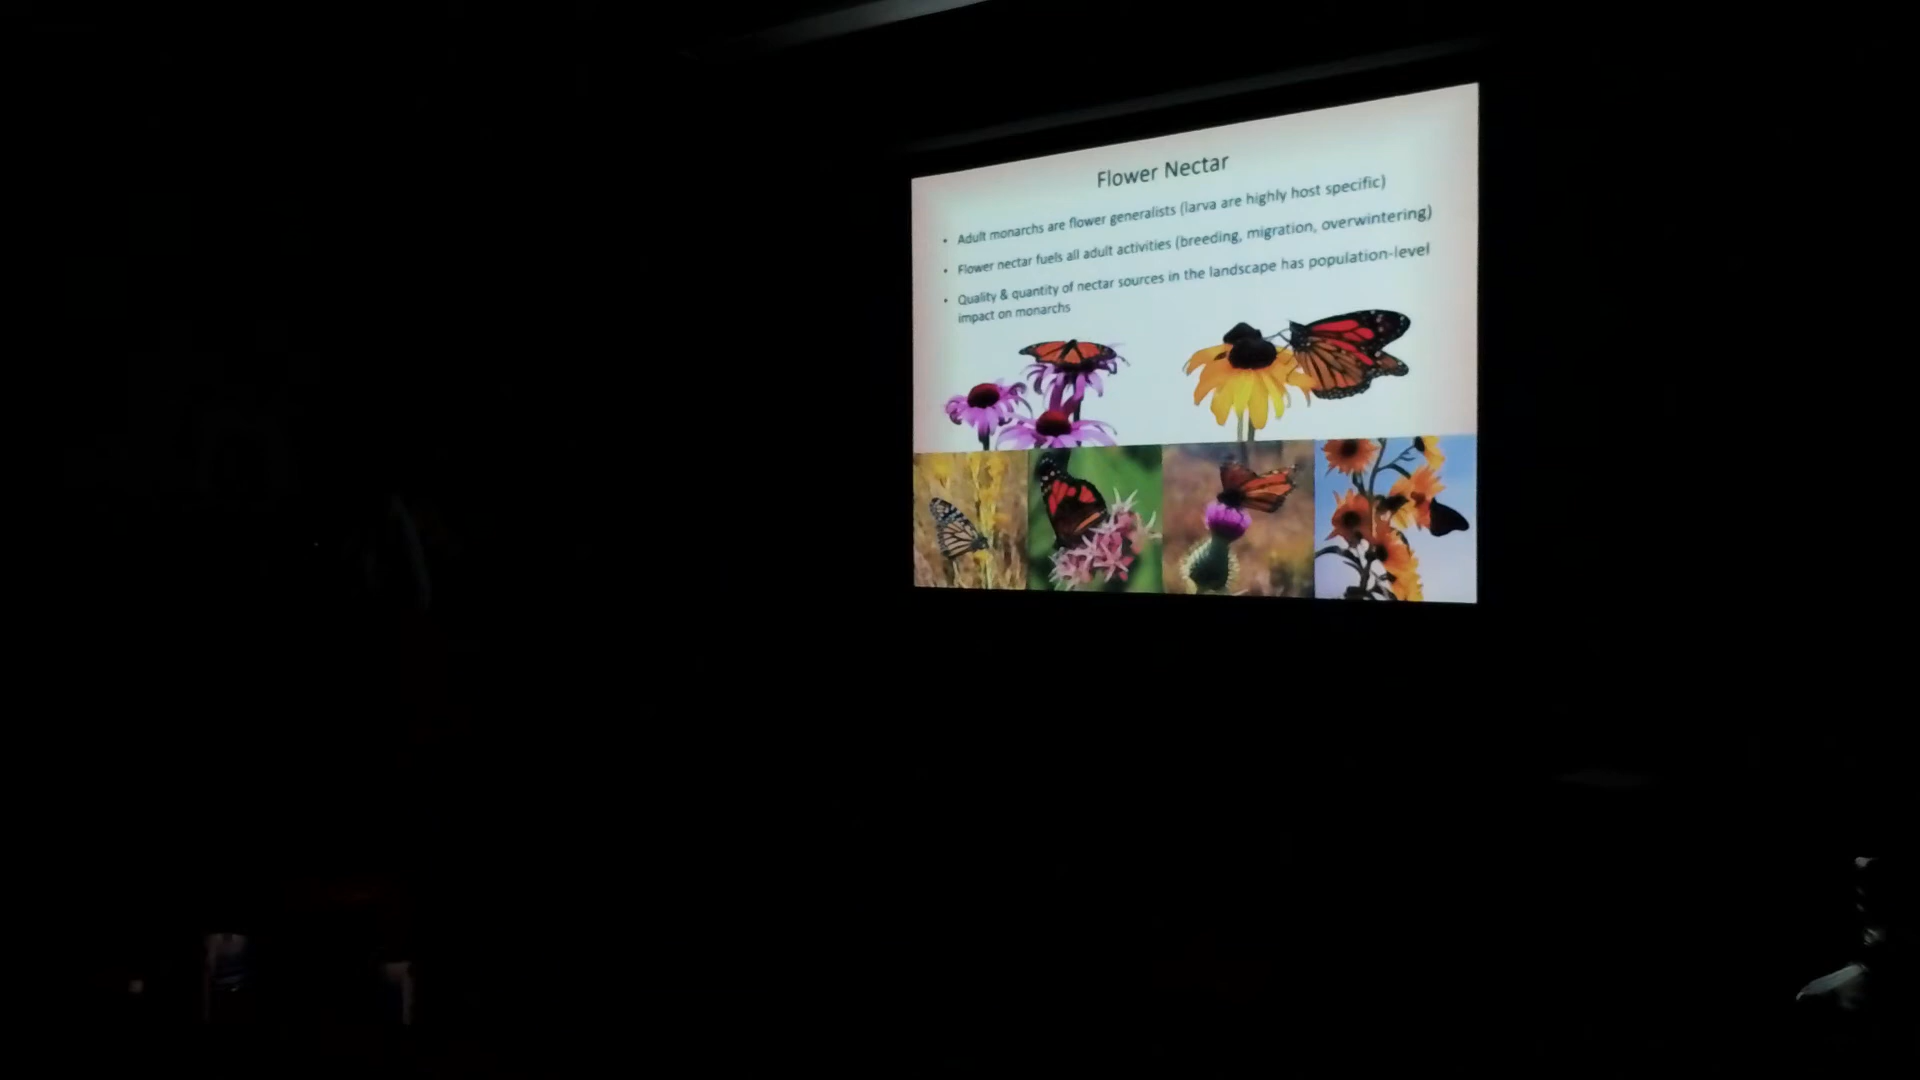 Flower Nectar
• Adult monarchs are flower generalists (larva are highly host specific)
• Flower nectar fuels all adult activities (breeding, migration, overwintering)
• Quality & quantity of nectar sources in the landscape has population-level
impact on monarchs